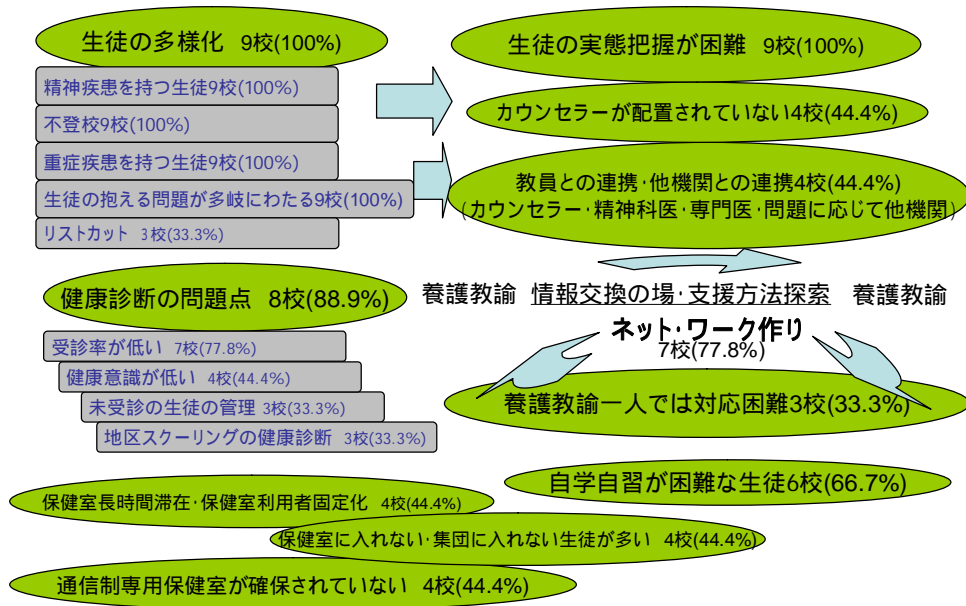 生徒の多様化 9校(100%)
精神疾患を持つ生徒9校(100%)
不登校9校(100%)
重症疾患を持つ生徒9校(100%)
生徒の抱える問題が多岐にわたる9校(100%)
リストカット 3校(33.3%)
生徒の実態把握が困難 9校(100%)
カウンセラーが配置されていない4校(44.4%)
教員との連携・他機関との連携4校(44.4%)
(カウンセラー・精神科医・専門医・問題に応じて他機関)
健康診断の問題点 8校(88.9%)
受診率が低い 7校(77.8%)
健康意識が低い 4校(44.4%)
未受診の生徒の管理 3校(33.3%)
地区スクーリングの健康診断 3校(33.3%)
養護教諭 情報交換の場・支援方法探索 養護教諭
ネット・ワーク作り
7校(77.8%)
養護教諭一人では対応困難3校(33.3%)
自学自習が困難な生徒6校(66.7%)
保健室長時間滞在・保健室利用者固定化 4校(44.4%)
保健室に入れない・集団に入れない生徒が多い 4校(44.4%)
通信制専用保健室が確保されていない 4校(44.4%)